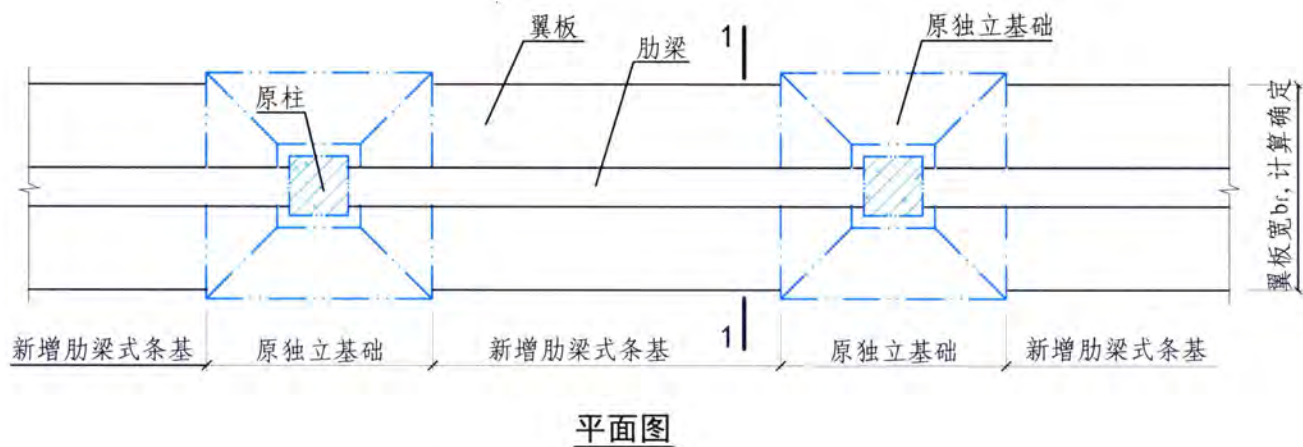 翼板
1
原独立基础
肋梁
原柱
翼板宽bf,计算确定
1
新增肋梁式条基
原独立基础
新增肋梁式条基
原独立基础
新增肋梁式条基
平面图